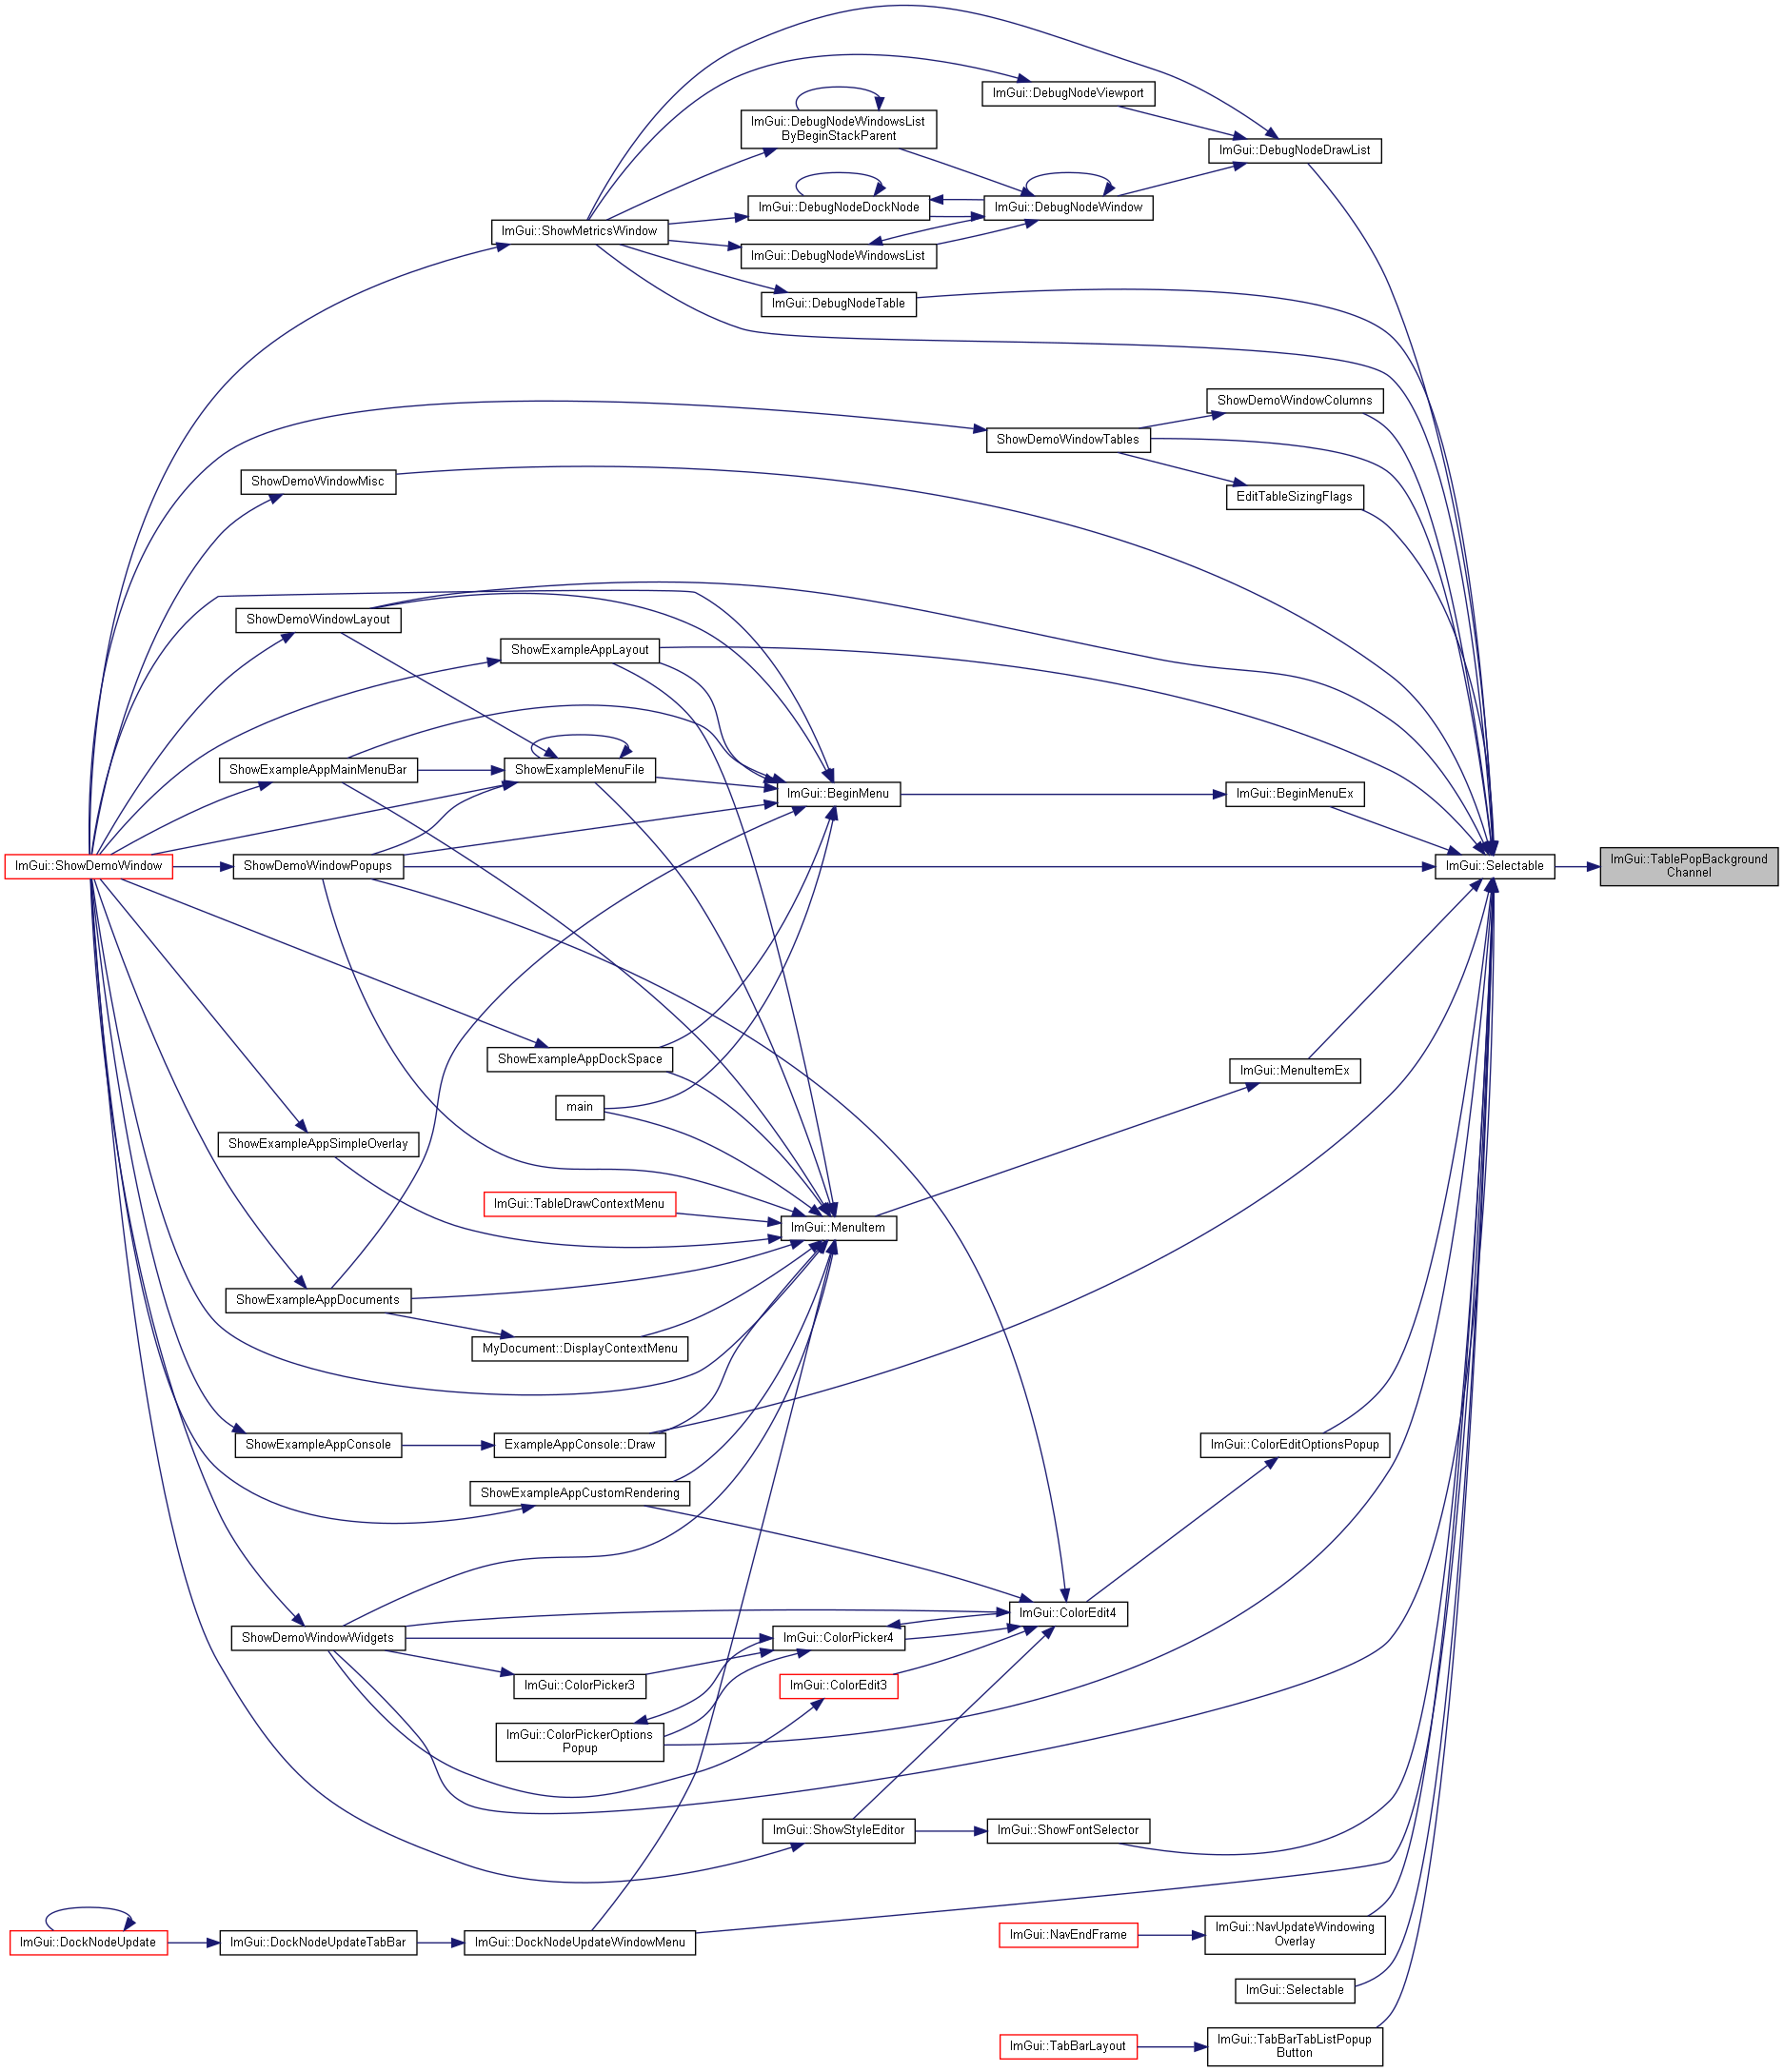 ImGui::DebugNodeViewport
ImGui::DebugNodeWindowsList
ByBeginStackParent
ImGui::DebugNodeDrawList
ImGui::DebugNodeDockNode
ImGui::DebugNodeWindow
ImGui::ShowMetricsWindow
ImGui::DebugNodeWindowsList
ImGui::DebugNodeTable
ShowDemoWindowColumns
ShowDemoWindowTables
ShowDemoWindowMisc
EditTableSizingFlags
ShowDemoWindowLayout
ShowExampleAppLayout
ShowExampleAppMainMenuBar
ShowExampleMenuFile
ImGui::BeginMenu
ImGui::BeginMenuEx
ImGui::ShowDemoWindow
ShowDemoWindowPopups
ImGui::Selectable
ImGui::TablePopBackground
Channel
ShowExampleAppDockSpace
ImGui::MenuItemEx
main
ShowExampleAppSimpleOverlay
ImGui::TableDrawContextMenu
ImGui::MenuItem
ShowExampleAppDocuments
MyDocument::DisplayContextMenu
ShowExampleAppConsole
ExampleAppConsole::Draw
ImGui::ColorEditOptionsPopup
ShowExampleAppCustomRendering
ImGui::ColorEdit4
ShowDemoWindowWidgets
ImGui::ColorPicker4
ImGui::ColorPicker3
ImGui::ColorEdit3
ImGui::ColorPickerOptions
Popup
ImGui::ShowStyleEditor
ImGui::ShowFontSelector
ImGui::DockNodeUpdate
ImGui::DockNodeUpdateTabBar
ImGui::DockNodeUpdateWindowMenu
ImGui::NavEndFrame
ImGui::NavUpdateWindowing
Overlay
ImGui::Selectable
ImGui::TabBarLayout
ImGui::TabBarTabListPopup
Button